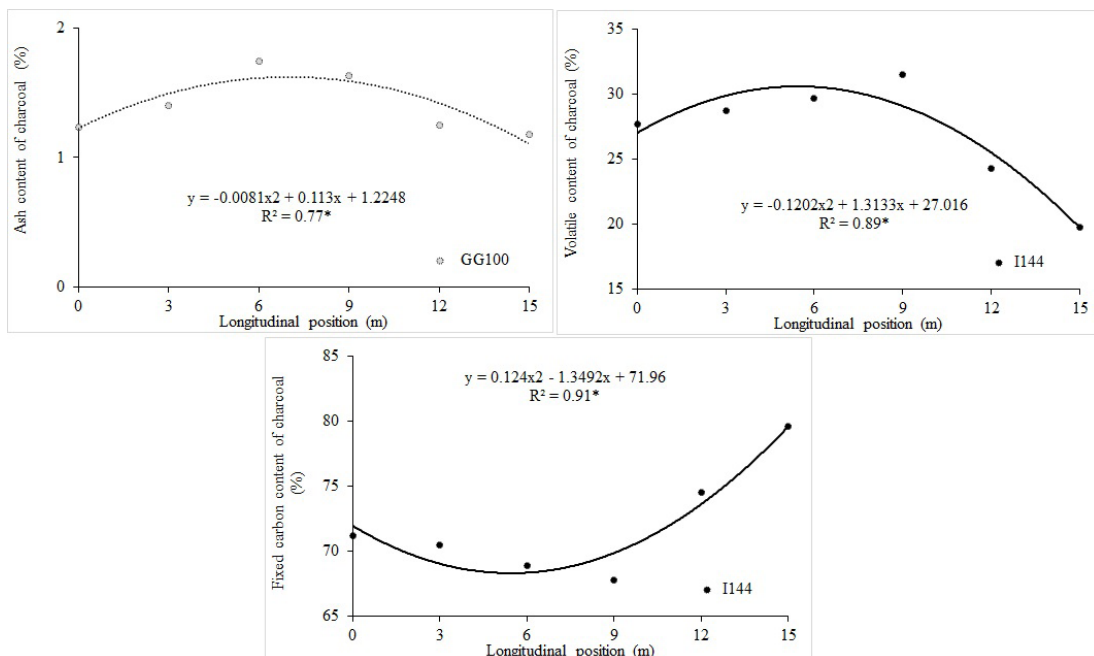 2
1
0
Ash content of charcoal (%)
y = -0.0081x2 + 0.113x + 1.2248
R² = 0.77*
GG100
0 3 6 9 12 15
Longitudinal position (m)
35
30
25
20
15
Volatile content of charcoal (%)
y = -0.1202x2 + 1.3133x + 27.016
R² = 0.89*
I144
0 3 6 9 12 15
Longitudinal position (m)
85
80
75
70
65
Fixed carbon content of charcoal
(%)
y = 0.124x2 - 1.3492x + 71.96
R² = 0.91*
I144
0 3 6 9 12 15
Longitudinal position (m)